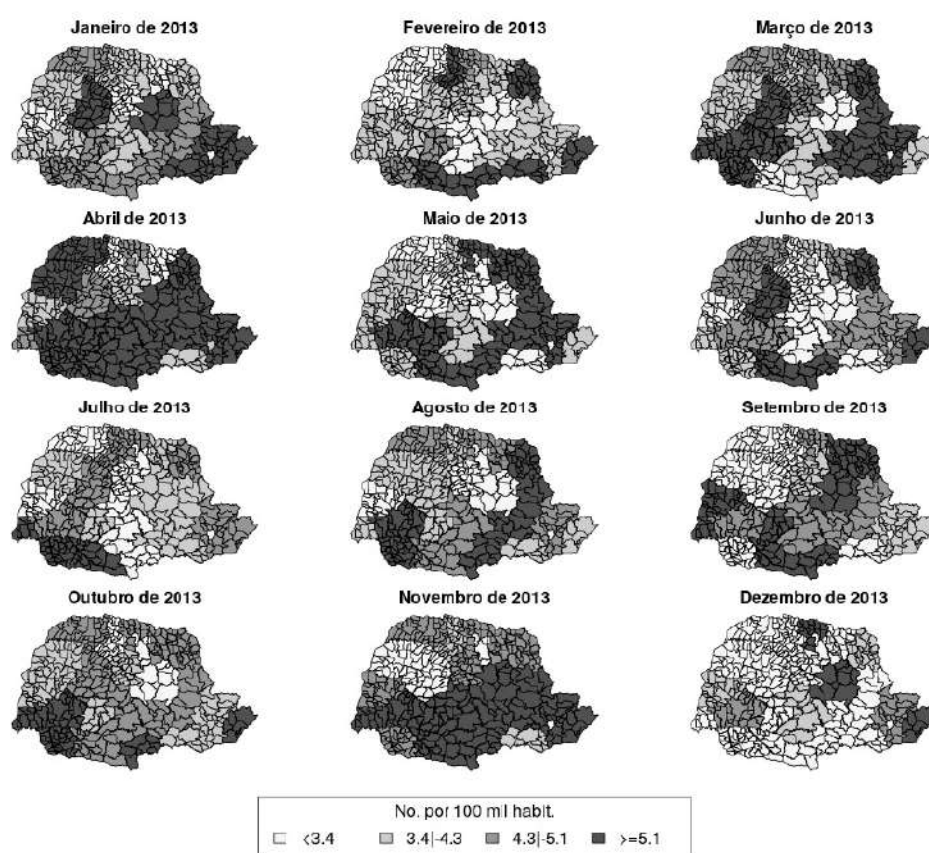 Janeiro de 2013
Fevereiro de 2013
Março de 2013
Abril de 2013
Maio de 2013
Junho de 2013
Julho de 2013
Agosto de 2013
Setembro de 2013
Outubro de 2013
Novembro de 2013
Dezembro de 2013
No. por 100 mil habit.
<3.4 3.4|-4.3 4.3|-5.1 >=5.1